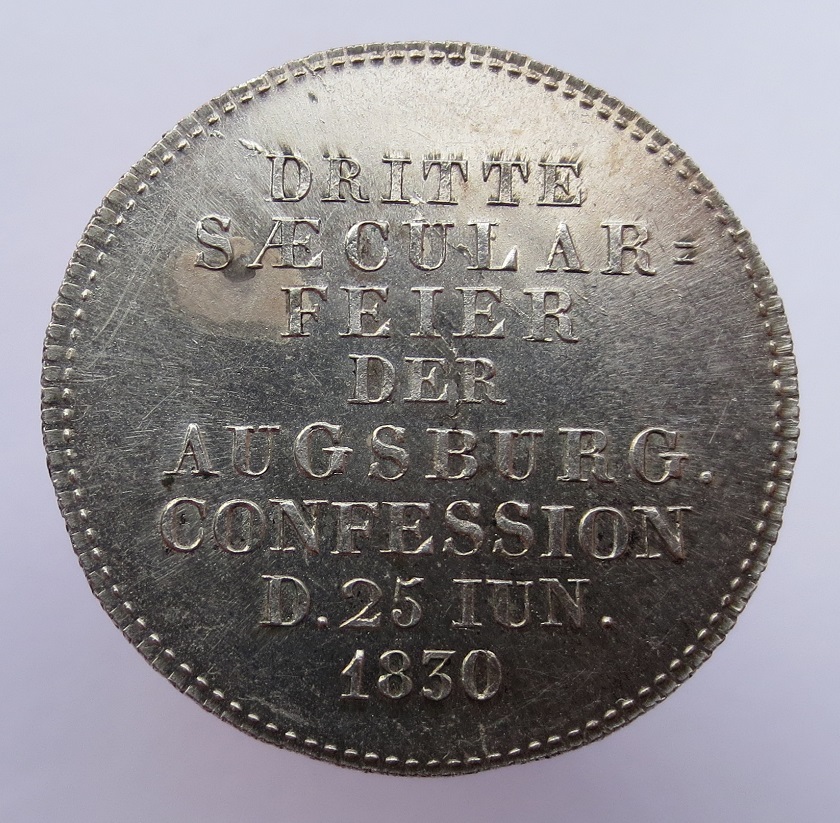 DRITTE
SÆCULAR=
FEIER
DER
AUGSBURG.
CONFESSION
D. 25 IUN.
1830